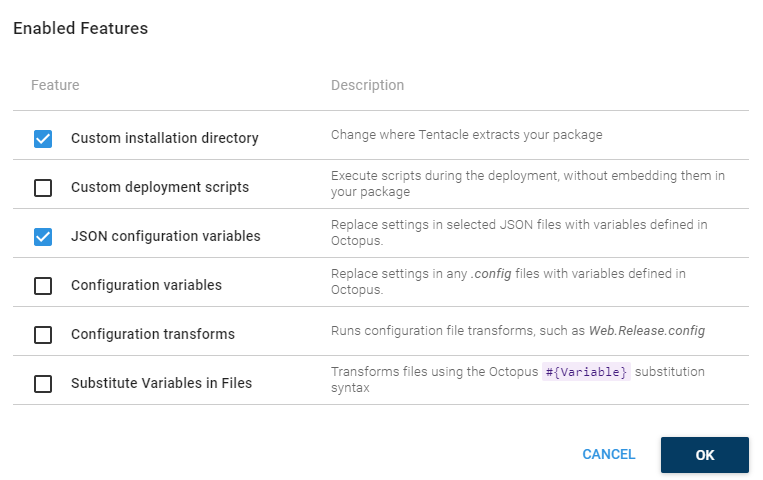 Enabled Features
Feature Description
Custom installation directory Change where Tentacle extracts your package
Custom deployment scripts Execute scripts during the deployment, without embedding them in
your package
JSON configuration variables Replace settings in selected JSON files with variables defined in
Octopus.
Configuration variables Replace settings in any .config files with variables defined in
Octopus.
Configuration transforms Runs configuration file transforms, such as Web.Release.config
Substitute Variables in Files Transforms files using the Octopus #{Variable} substitution
syntax
CANCEL OK